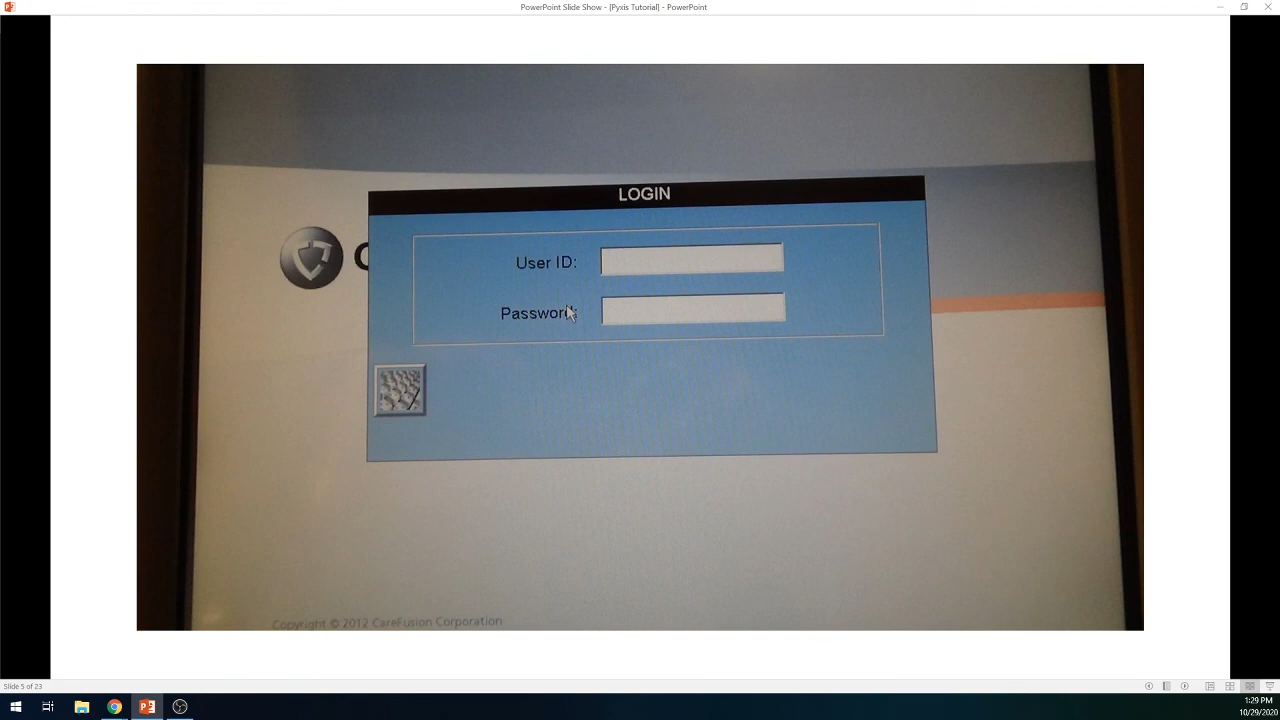 PowerPoint Slide Show - [Pyxis Tutorial] - PowerPoint
LOGIN
User ID:
Password:
Copyright © 2012 CareFusion Corporation
Slide 5 of 23
1:29 PM
10/29/2020